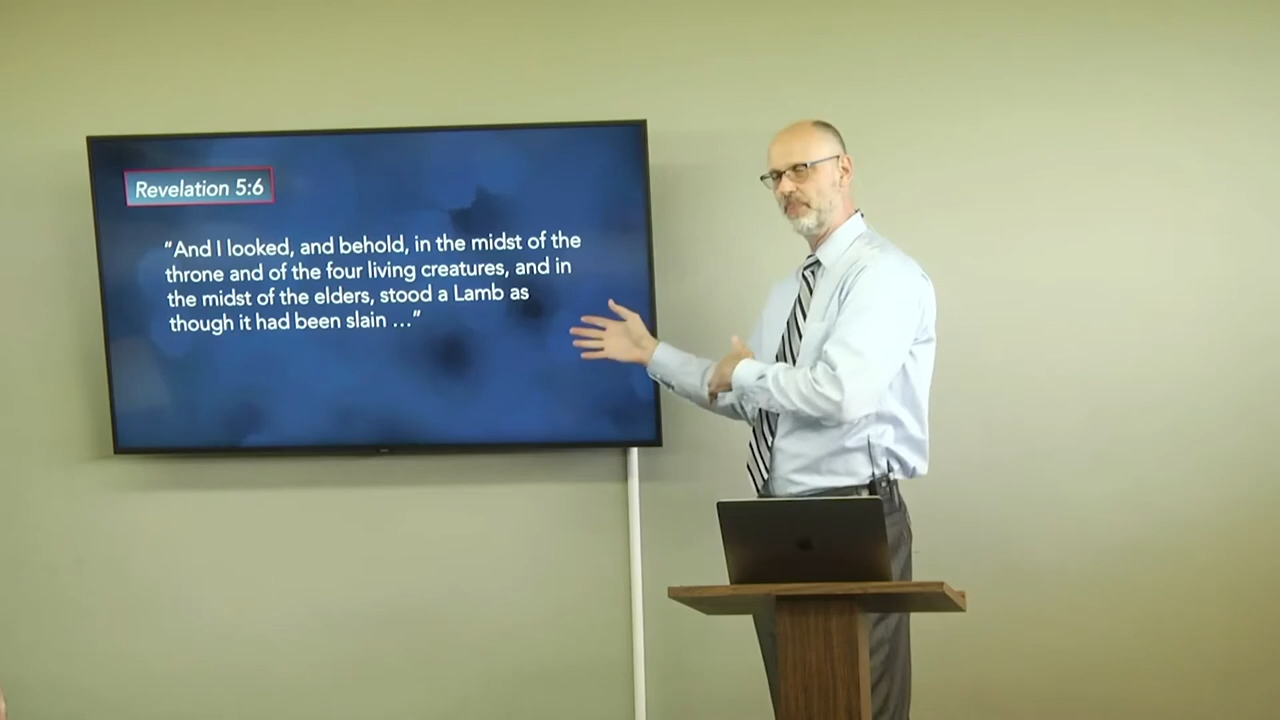 Revelation 5:6
“And I looked, and behold, in the midst of the
throne and of the four living creatures, and in
the midst of the elders, stood a Lamb as
though it had been slain ...”